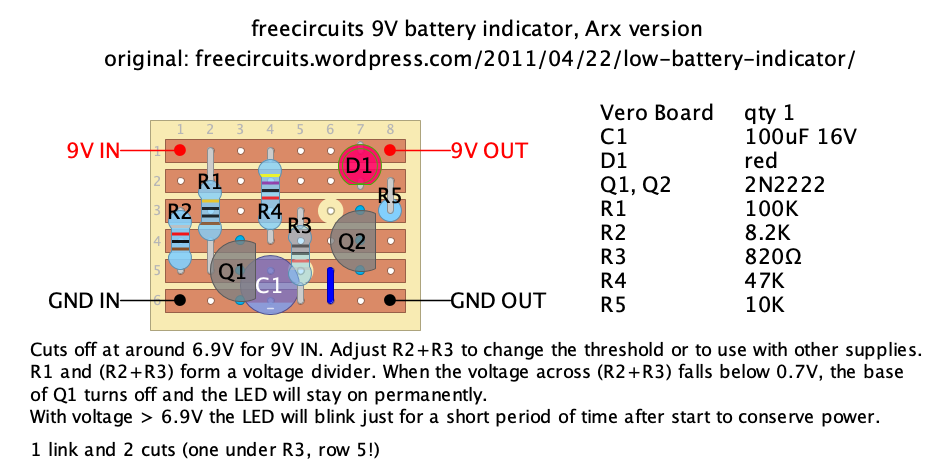 freecircuits 9V battery indicator, Arx version
original: freecircuits.wordpress.com/2011/04/22/low-battery-indicator/
Vero Board qty 1
C1 100uF 16V
D1 red
Q1, Q2 2N2222
R1 100K
R2 8.2K
R3 820Ω
R4 47K
R5 10K
1 2 3 4 5 6 7 8
9V IN 1 D1 9V OUT
2 R1 R5
R2 3 R4 R3
4 Q2
5 Q1 C1
GND IN 6 – GND OUT
Cuts off at around 6.9V for 9V IN. Adjust R2+R3 to change the threshold or to use with other supplies.
R1 and (R2+R3) form a voltage divider. When the voltage across (R2+R3) falls below 0.7V, the base
of Q1 turns off and the LED will stay on permanently.
With voltage > 6.9V the LED will blink just for a short period of time after start to conserve power.
1 link and 2 cuts (one under R3, row 5!)